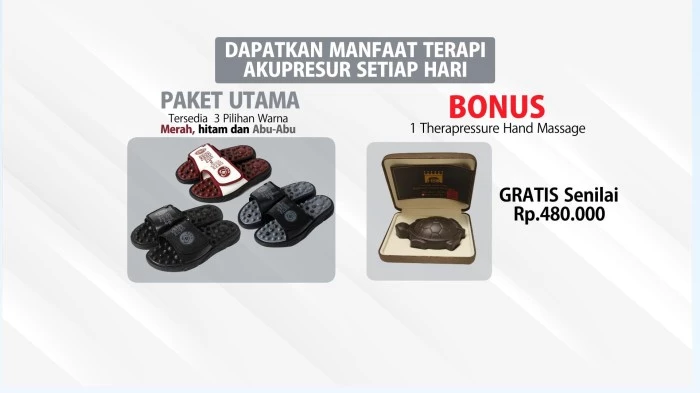 DAPATKAN MANFAAT TERAPI
AKUPRESUR SETIAP HARI
PAKET UTAMA
Tersedia 3 Pilihan Warna
Merah, hitam dan Abu-Abu
BONUS
1 Therapressure Hand Massage
GRATIS Senilai
Rp.480.000